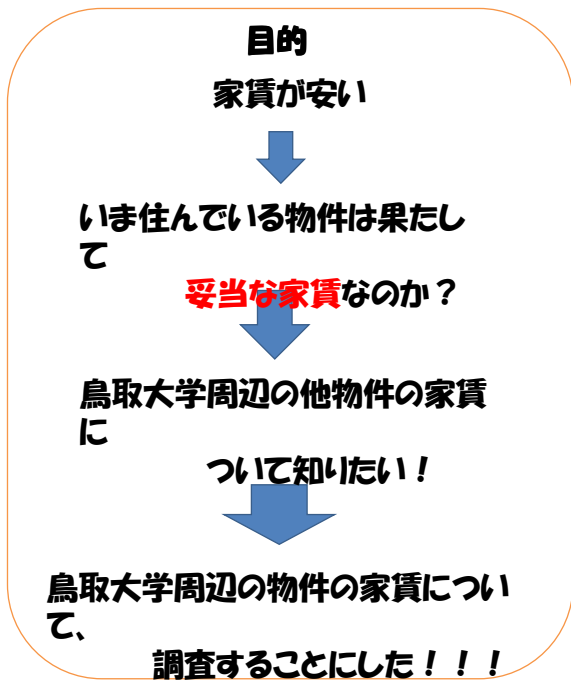 目的
家賃が安い
いま住んでいる物件は果たし
て
妥当な家賃なのか？
鳥取大学周辺の他物件の家賃
に
ついて知りたい！
鳥取大学周辺の物件の家賃につい
て、
調査することにした！！！